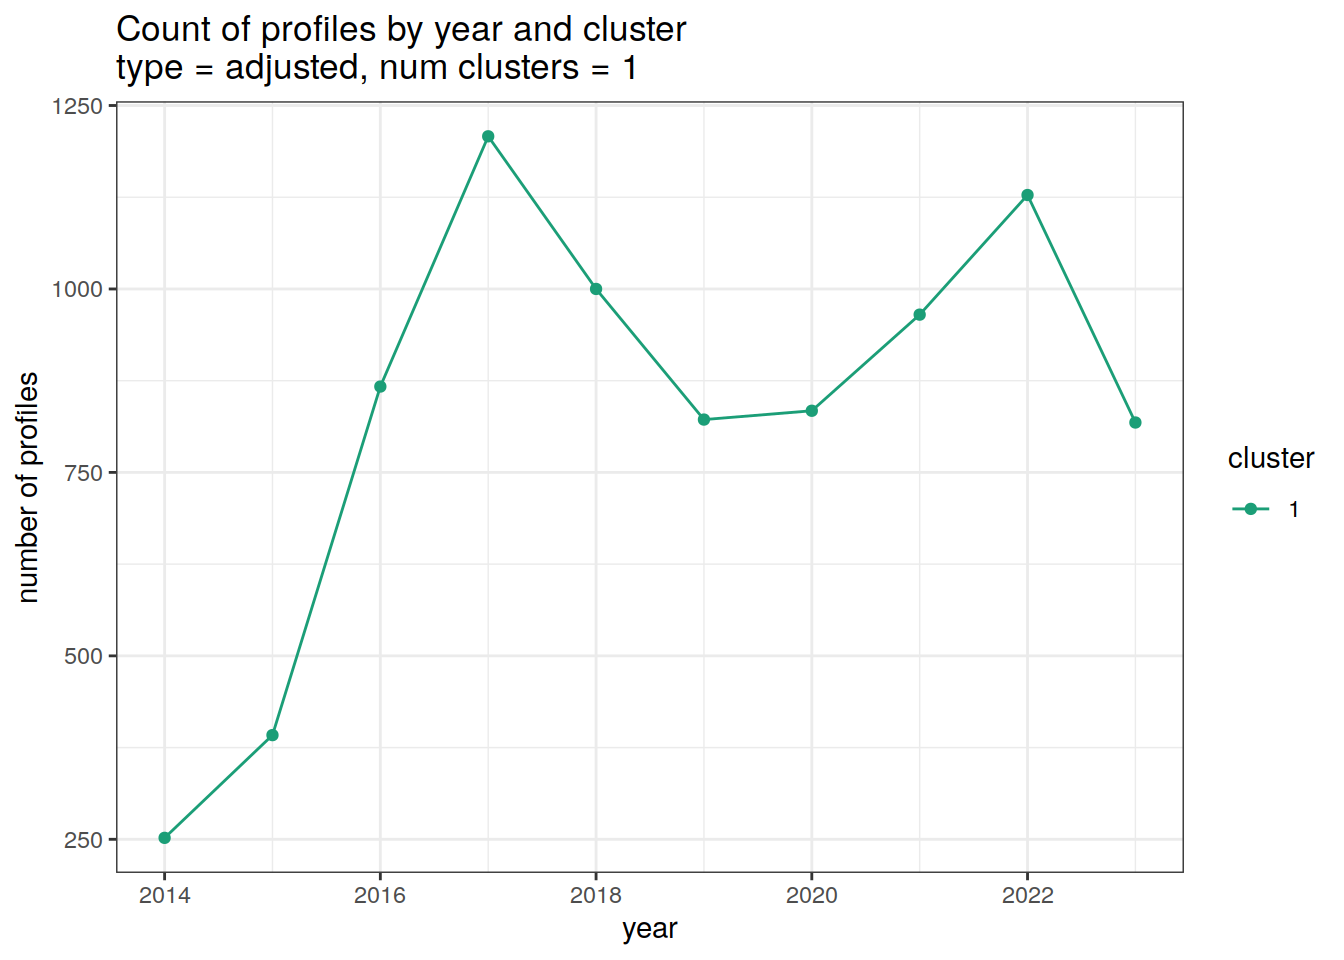 Count of profiles by year and cluster
type = adjusted, num clusters = 1
1250
1000
750
500
250
number of profiles
2014
2016
2018
2020
2022
year
cluster
1